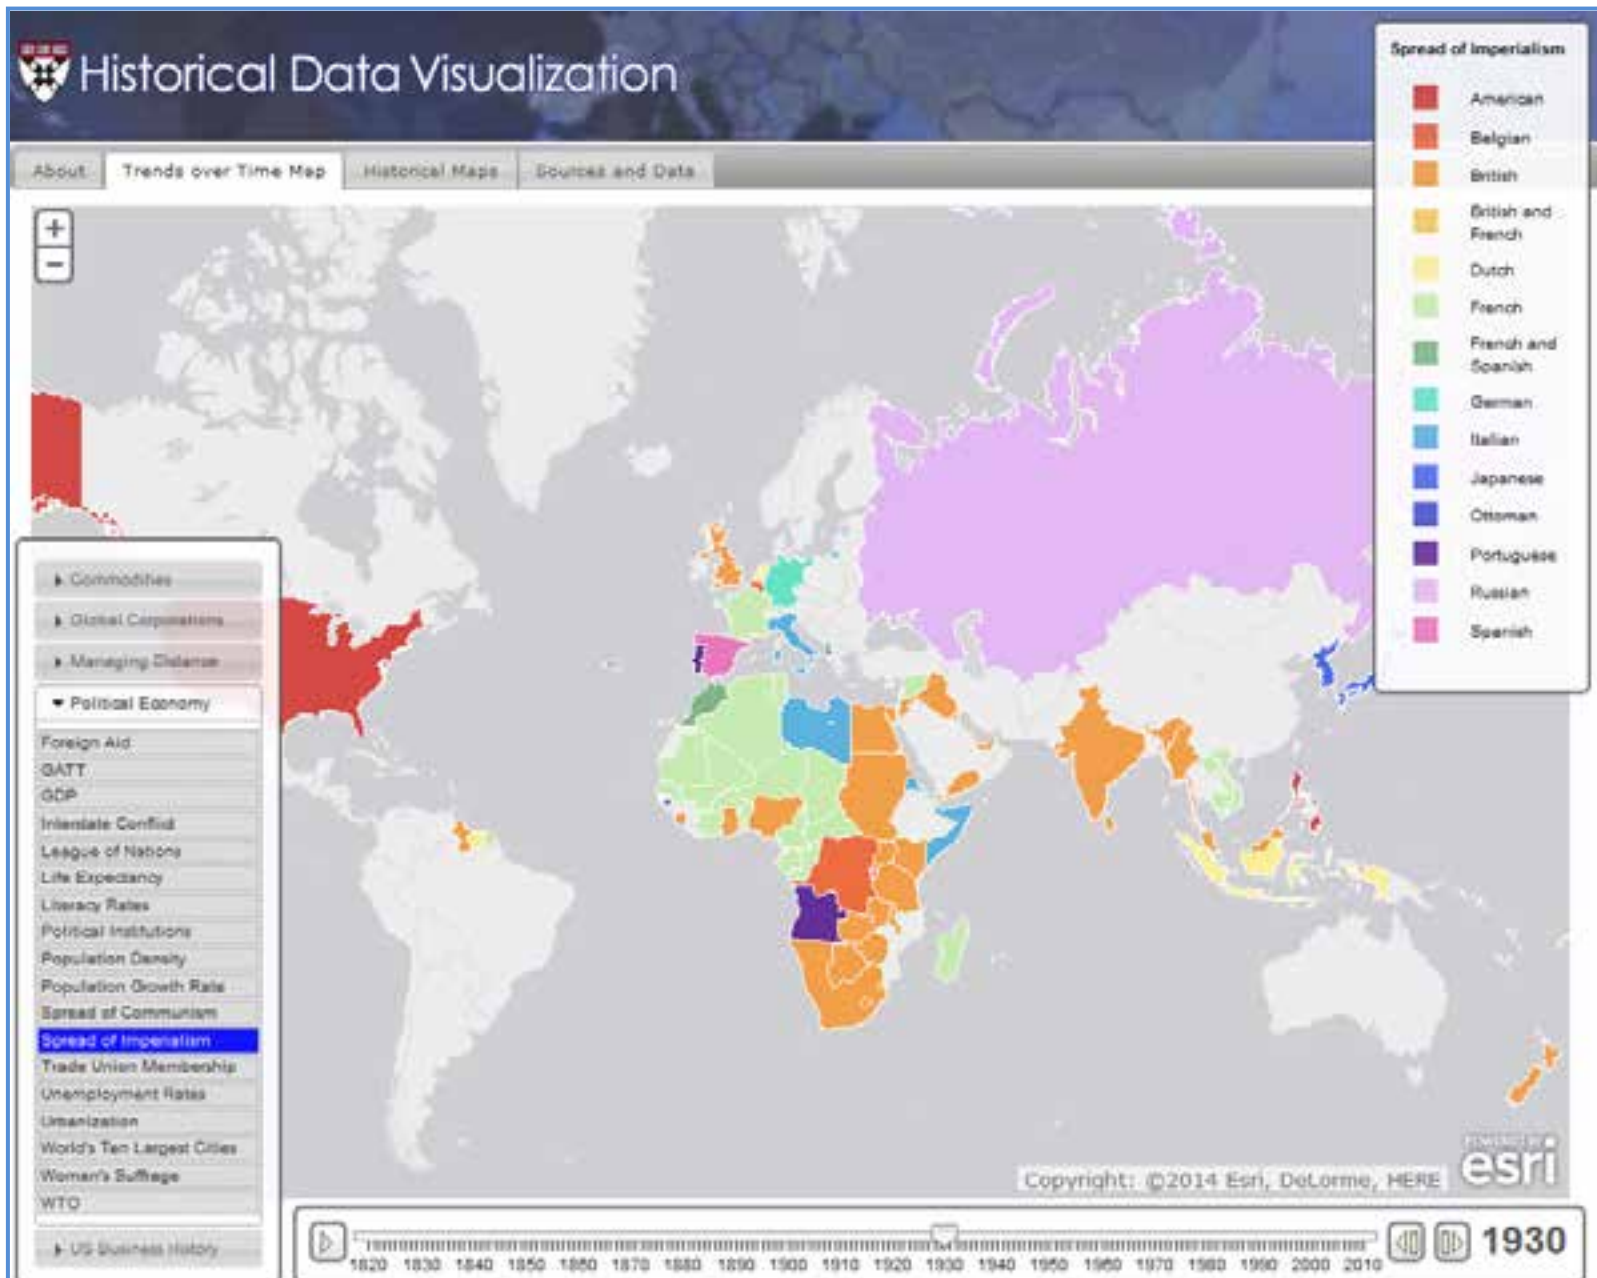 Historical Data Visualization
About
Trends over Time Map
Historical Maps
Sources and Data
Spread of Imperialism
American
Belgian
British
British and
French
Dutch
French
French and
Spanish
German
Italian
Japanese
Ottoman
Portuguese
Russian
Spanish
+
−
Commodities
Global Corporations
Managing Distance
Political Economy
Foreign Aid
GATT
GDP
Interstate Conflict
League of Nations
Life Expectancy
Literacy Rates
Political Institutions
Population Density
Population Growth Rate
Spread of Communism
Spread of Imperialism
Trade Union Membership
Unemployment Rates
Urbanization
World's Ten Largest Cities
Women's Suffrage
WTO
US Business History
Copyright: ©2014 Esri, DeLorme, HERE
POWERED BY
esri
1820 1830 1840 1850 1860 1870 1880 1890 1900 1910 1920 1930 1940 1950 1960 1970 1980 1990 2000 2010
1930